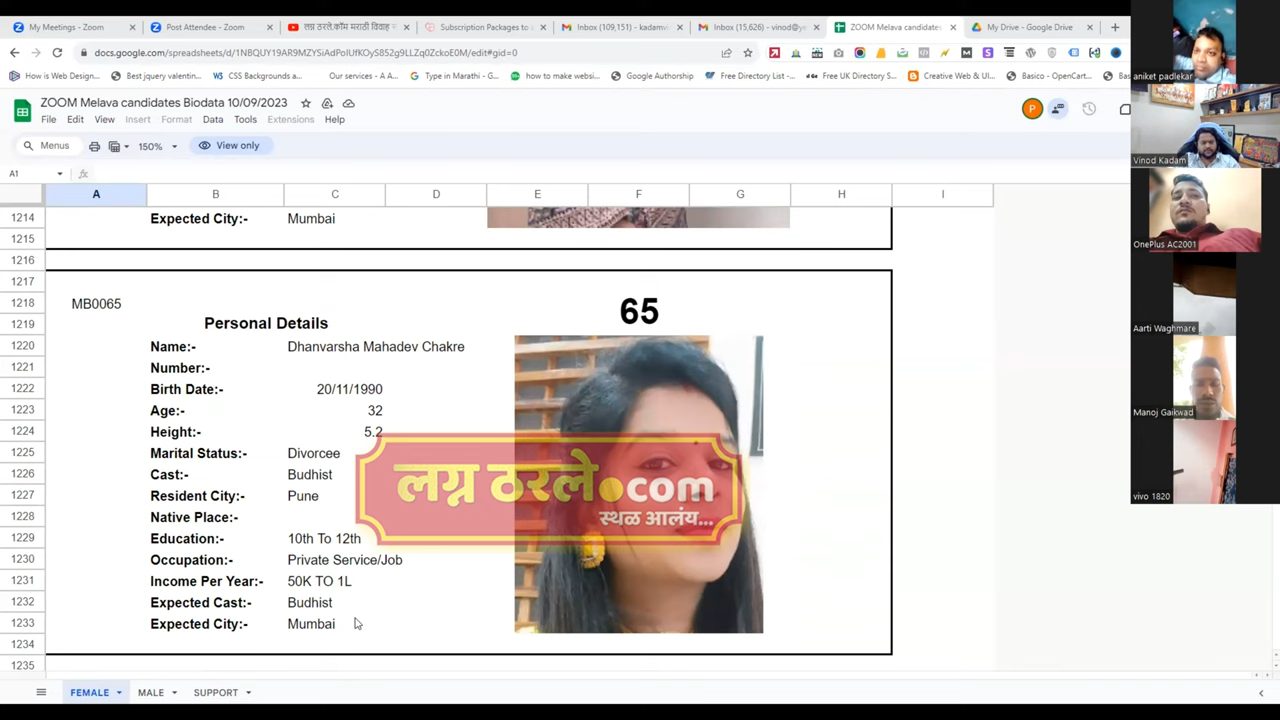 My Meetings - Zoom
Post Attendee - Zoom
लग्न ठरले.कॉम मराठी विवाह
Subscription Packages to
Inbox (109,151) - kadamvi
Inbox (15,626) - vinod@ye
ZOOM Melava candidates
My Drive - Google Drive
docs.google.com/spreadsheets/d/1NBQUY19AR9MZYSiAdPoIUfKOyS852g9LLZq0ZckoE0M/edit#gid=0
How is Web Design...
Best jquery valentin...
CSS Backgrounds a...
Our services - A A...
Type in Marathi - G...
how to make websi...
Google Authorship
Free Directory List -...
Free UK Directory S...
Creative Web & UI...
Basico - OpenCart...
ZOOM Melava candidates Biodata 10/09/2023
File Edit View Insert Format Data Tools Extensions Help
P
Menus
150%
View only
A1
fx
A B C D E F G H I
1214 Expected City:- Mumbai
1215
1216
1217
1218 MB0065 65
1219 Personal Details
1220 Name:- Dhanvarsha Mahadev Chakre
1221 Number:-
1222 Birth Date:- 20/11/1990
1223 Age:- 32
1224 Height:- 5.2
1225 Marital Status:- Divorcee
1226 Cast:- Budhist
1227 Resident City:- Pune
1228 Native Place:-
1229 Education:- 10th To 12th
1230 Occupation:- Private Service/Job
1231 Income Per Year:- 50K TO 1L
1232 Expected Cast:- Budhist
1233 Expected City:- Mumbai
1234
1235
लग्न ठरले.com
स्थळ आलंय...
FEMALE
MALE
SUPPORT
aniket padlekar
Vinod Kadam
OnePlus AC2001
Aarti Waghmare
Manoj Gaikwad
vivo 1820